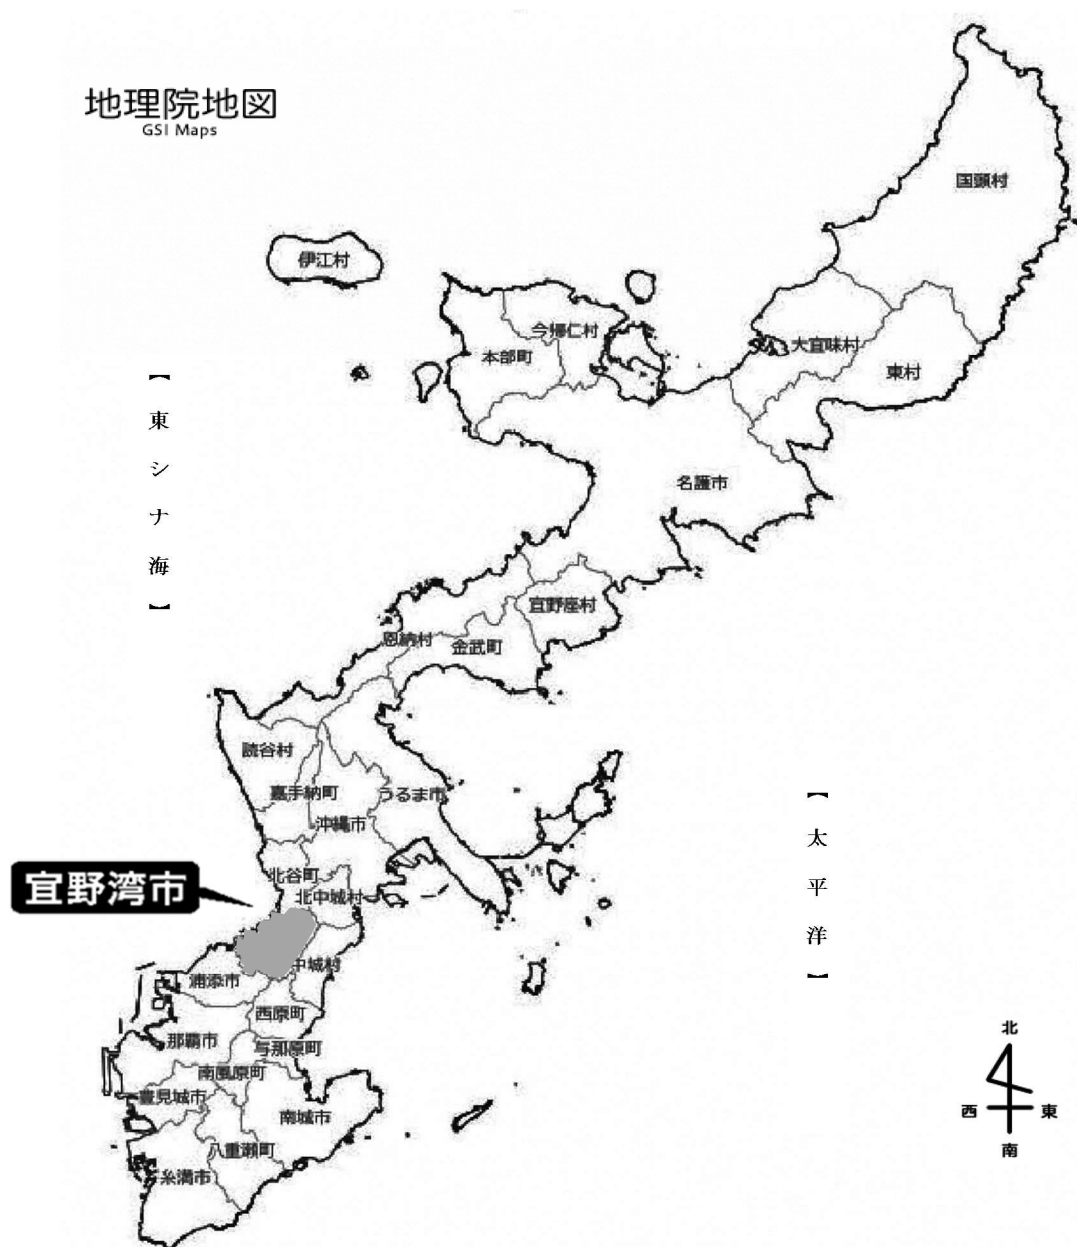 地理院地図
GSI Maps
国頭村
伊江村
今帰仁村
本部町
大宜味村
東村
【東シナ海】
名護市
宜野座村
恩納村
金武町
読谷村
嘉手納町
うるま市
沖縄市
【太平洋】
北谷町
宜野湾市
北中城村
中城村
浦添市
西原町
那覇市
与那原町
南風原町
豊見城市
南城市
八重瀬町
糸満市
北
西
東
南